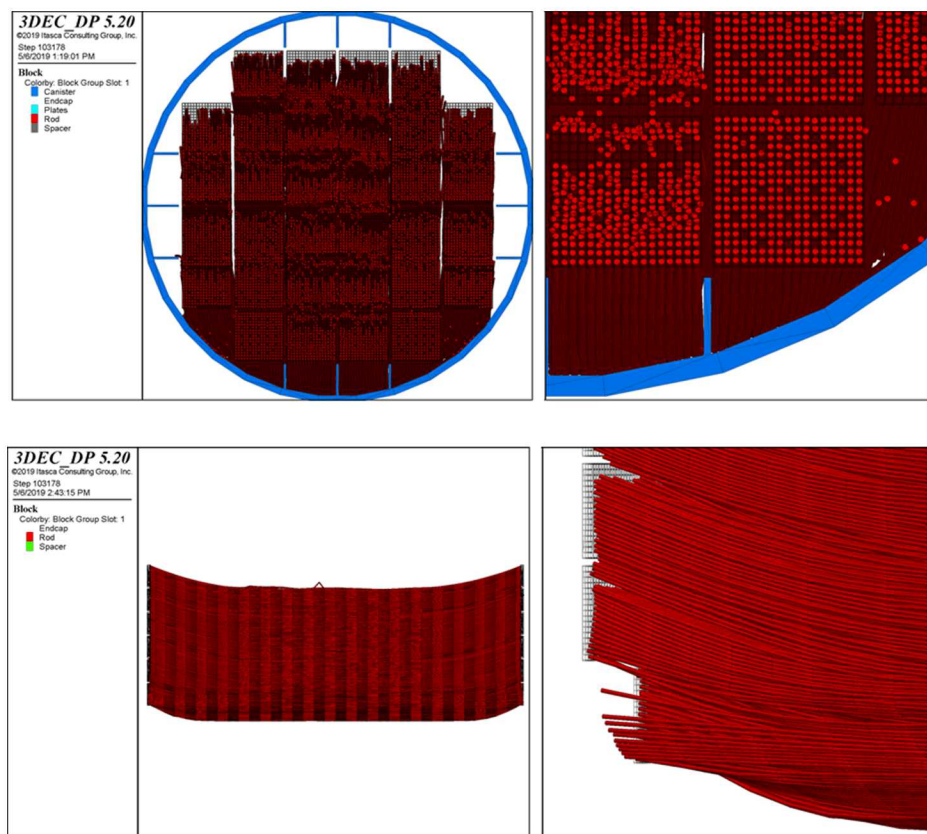 3DEC_DP 5.20
©2019 Itasca Consulting Group, Inc.
Step 103178
5/6/2019 1:19:01 PM
Block
Colorby: Block Group Slot: 1
Canister
Endcap
Plates
Rod
Spacer
3DEC_DP 5.20
©2019 Itasca Consulting Group, Inc.
Step 103178
5/6/2019 2:43:15 PM
Block
Colorby: Block Group Slot: 1
Endcap
Rod
Spacer